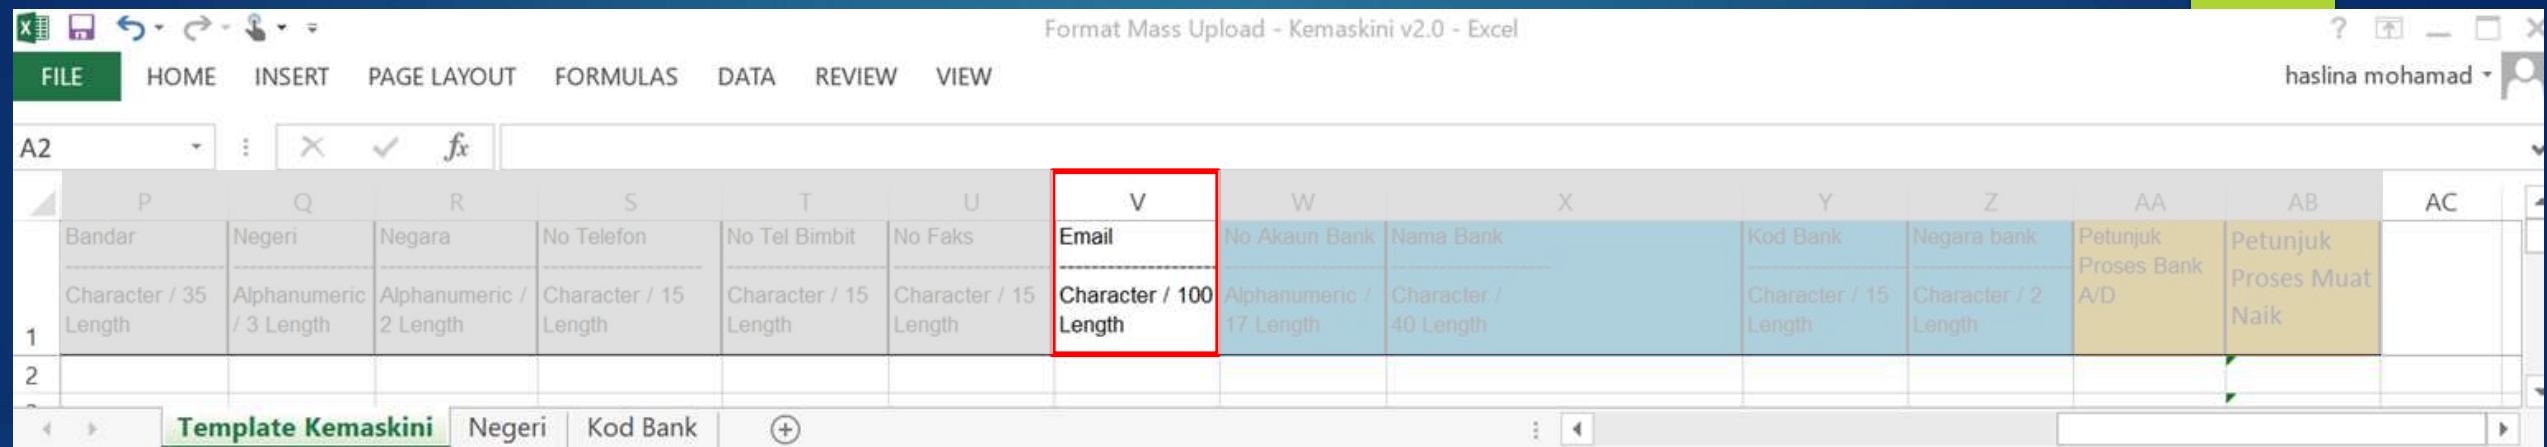 Format Mass Upload - Kemaskini v2.0 - Excel
FILE HOME INSERT PAGE LAYOUT FORMULAS DATA REVIEW VIEW haslina mohamad
A2 fx
P Q R S T U V W X Y Z AA AB AC
Bandar
Character / 35
Length
Negeri
Alphanumeric
/ 3 Length
Negara
Alphanumeric /
2 Length
No Telefon
Character / 15
Length
No Tel Bimbit
Character / 15
Length
No Faks
Character / 15
Length
Email
Character / 100
Length
No Akaun Bank
Alphanumeric /
17 Length
Nama Bank
Character /
40 Length
Kod Bank
Character / 15
Length
Negara bank
Character / 2
Length
Petunjuk
Proses Bank
A/D
Petunjuk
Proses Muat
Naik
1
2
Template Kemaskini Negeri Kod Bank